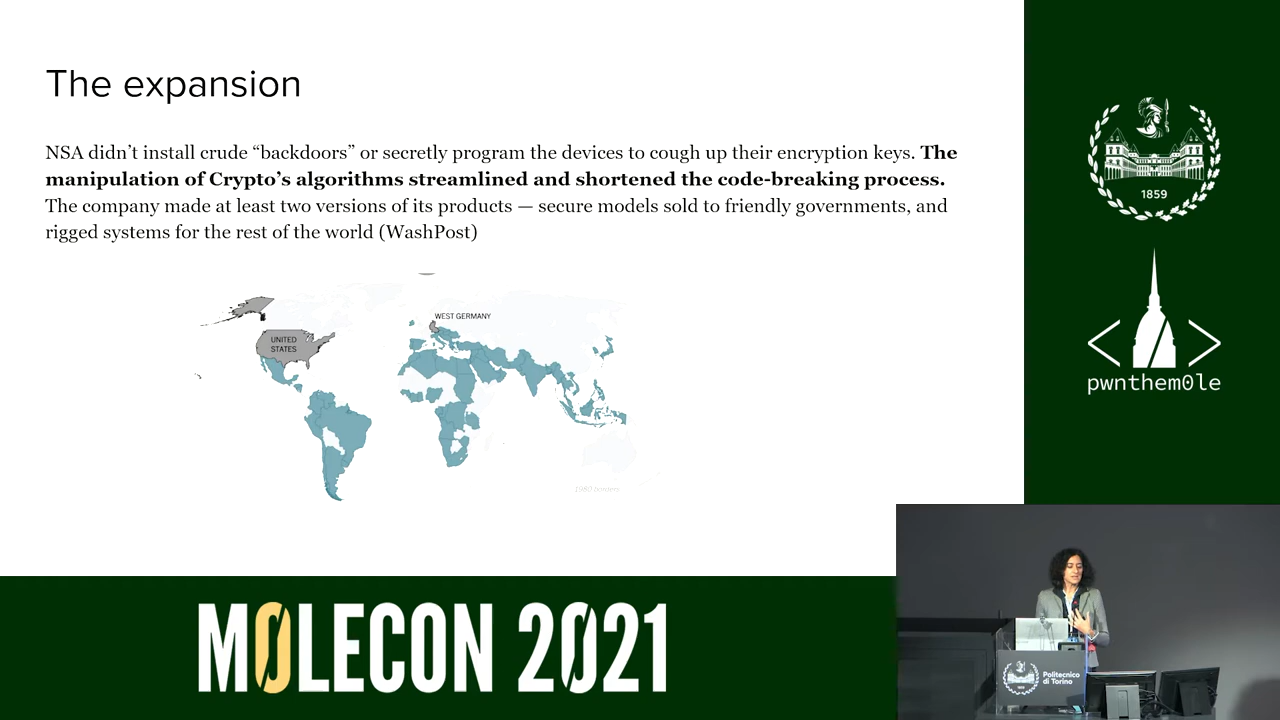 The expansion
NSA didn’t install crude “backdoors” or secretly program the devices to cough up their encryption keys. The
manipulation of Crypto’s algorithms streamlined and shortened the code-breaking process.
The company made at least two versions of its products — secure models sold to friendly governments, and
rigged systems for the rest of the world (WashPost)
WEST GERMANY
UNITED
STATES
1980 borders
1859
<>
pwnthem0le
M0LECON 2021
Politecnico
di Torino